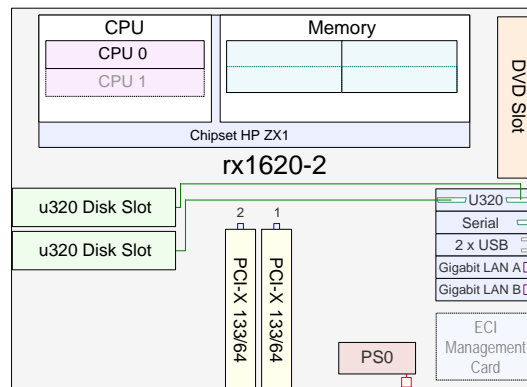 CPU
Memory
CPU 0
CPU 1
Chipset HP ZX1
DVD Slot
rx1620-2
u320 Disk Slot
u320 Disk Slot
2
1
PCI-X 133/64
PCI-X 133/64
U320
Serial
2 x USB
Gigabit LAN A
Gigabit LAN B
PS0
ECI
Management
Card